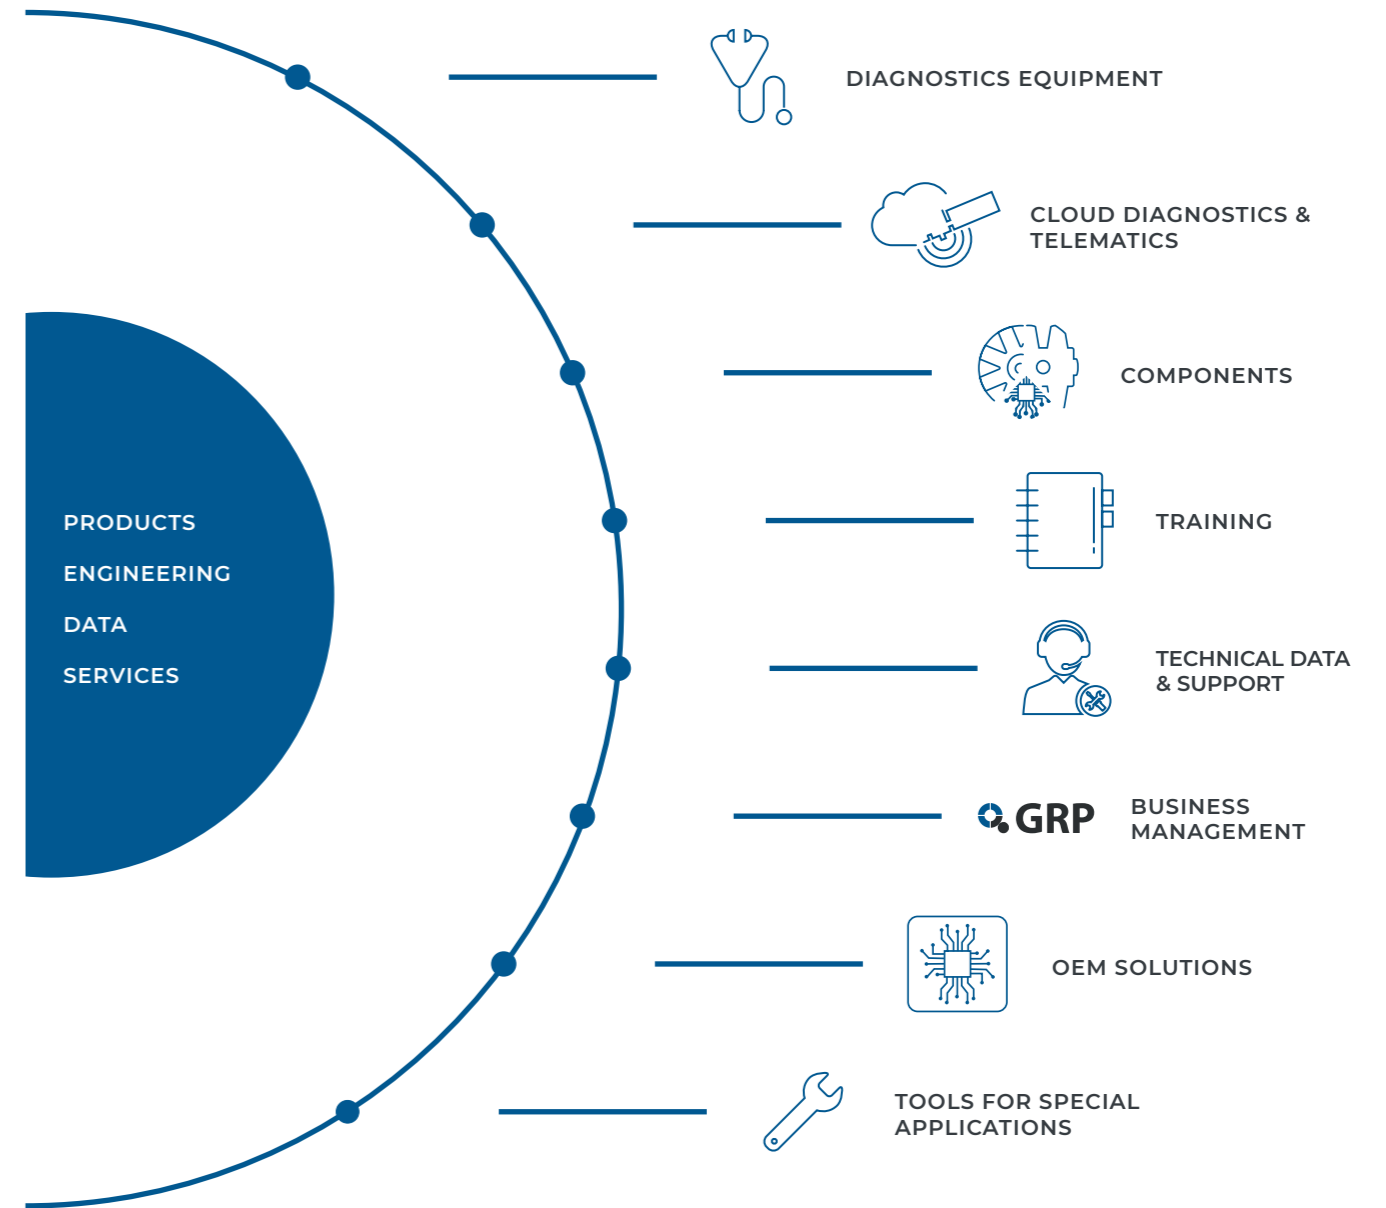 DIAGNOSTICS EQUIPMENT
CLOUD DIAGNOSTICS &
TELEMATICS
COMPONENTS
TRAINING
TECHNICAL DATA
& SUPPORT
GRP
BUSINESS
MANAGEMENT
OEM SOLUTIONS
TOOLS FOR SPECIAL
APPLICATIONS
PRODUCTS
ENGINEERING
DATA
SERVICES